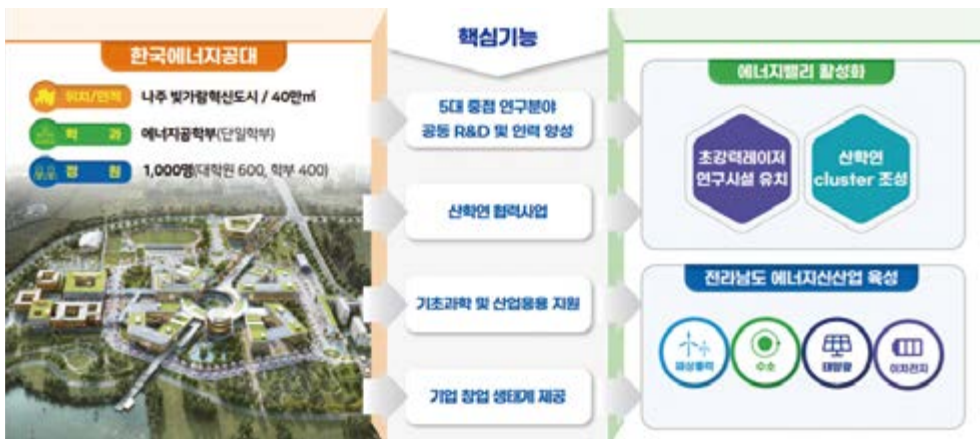 한국에너지공대
위치/면적 나주 빛가람혁신도시 / 40만㎡
학 과 에너지공학부(단일학부)
정 원 1,000명(대학원 600, 학부 400)
핵심기능
5대 중점 연구분야
공동 R&D 및 인력 양성
산학연 협력사업
기초과학 및 산업응용 지원
기업 창업 생태계 제공
에너지밸리 활성화
초강력레이저
연구시설 유치
산학연
cluster 조성
전라남도 에너지신산업 육성
해상풍력
수소
태양광
이차전지